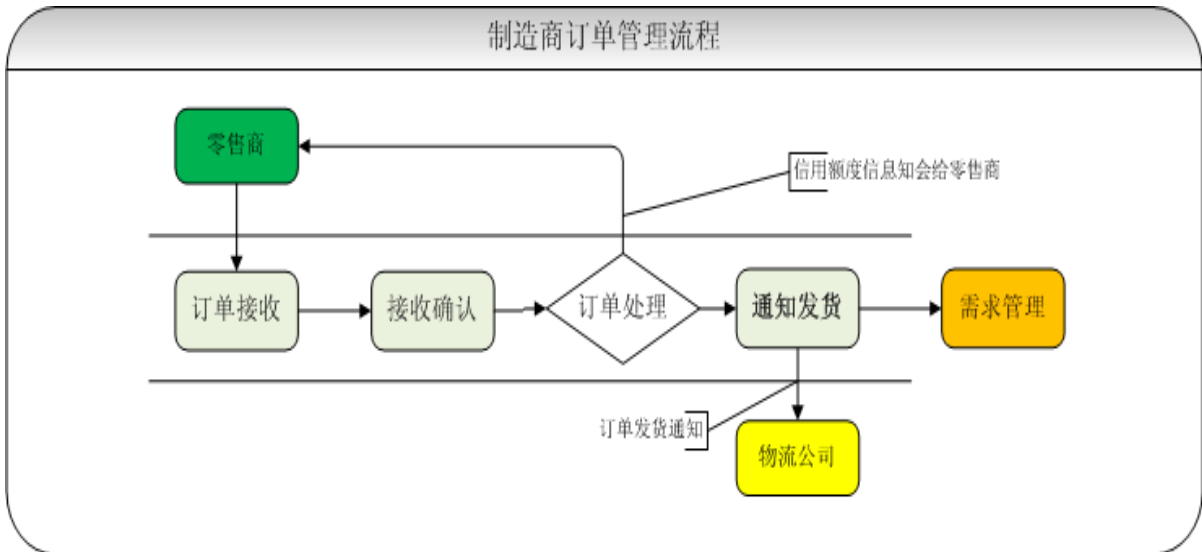 制造商订单管理流程
零售商
信用额度信息知会给零售商
订单接收
接收确认
订单处理
通知发货
需求管理
订单发货通知
物流公司